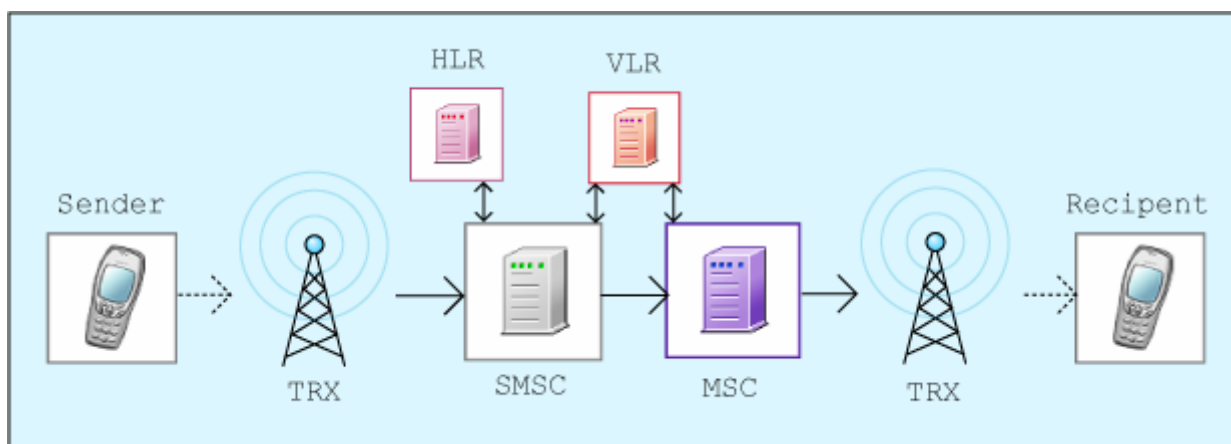 HLR
VLR
Sender
Recipent
TRX
SMSC
MSC
TRX